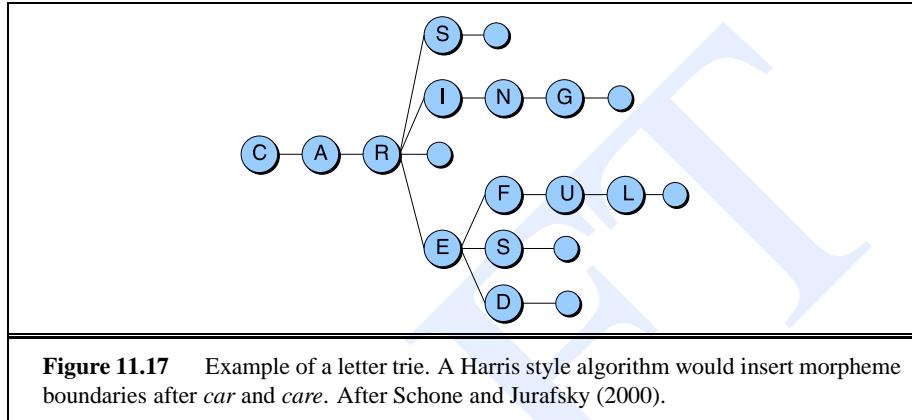 S
I N G
C A R
F U L
E S
D
Figure 11.17 Example of a letter trie. A Harris style algorithm would insert morpheme
boundaries after car and care. After Schone and Jurafsky (2000).